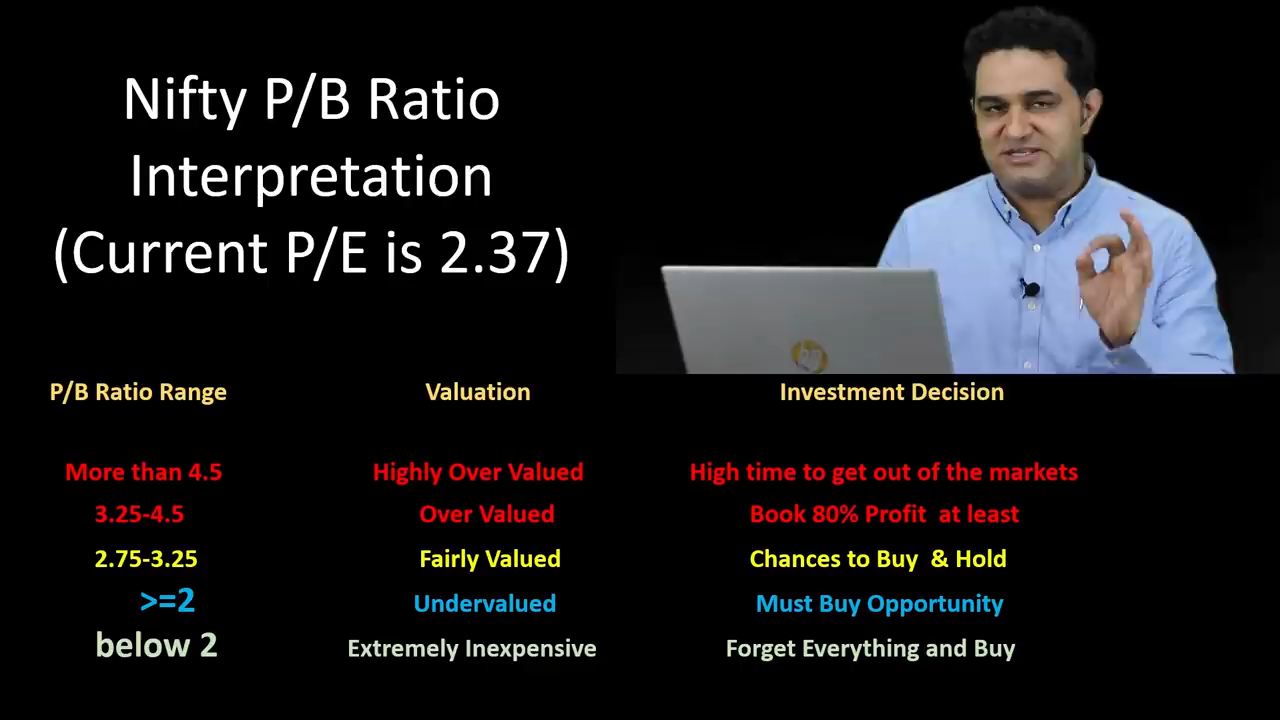 Nifty P/B Ratio
Interpretation
(Current P/E is 2.37)
hp
P/B Ratio Range Valuation Investment Decision
More than 4.5 Highly Over Valued High time to get out of the markets
3.25-4.5 Over Valued Book 80% Profit at least
2.75-3.25 Fairly Valued Chances to Buy & Hold
>=2 Undervalued Must Buy Opportunity
below 2 Extremely Inexpensive Forget Everything and Buy